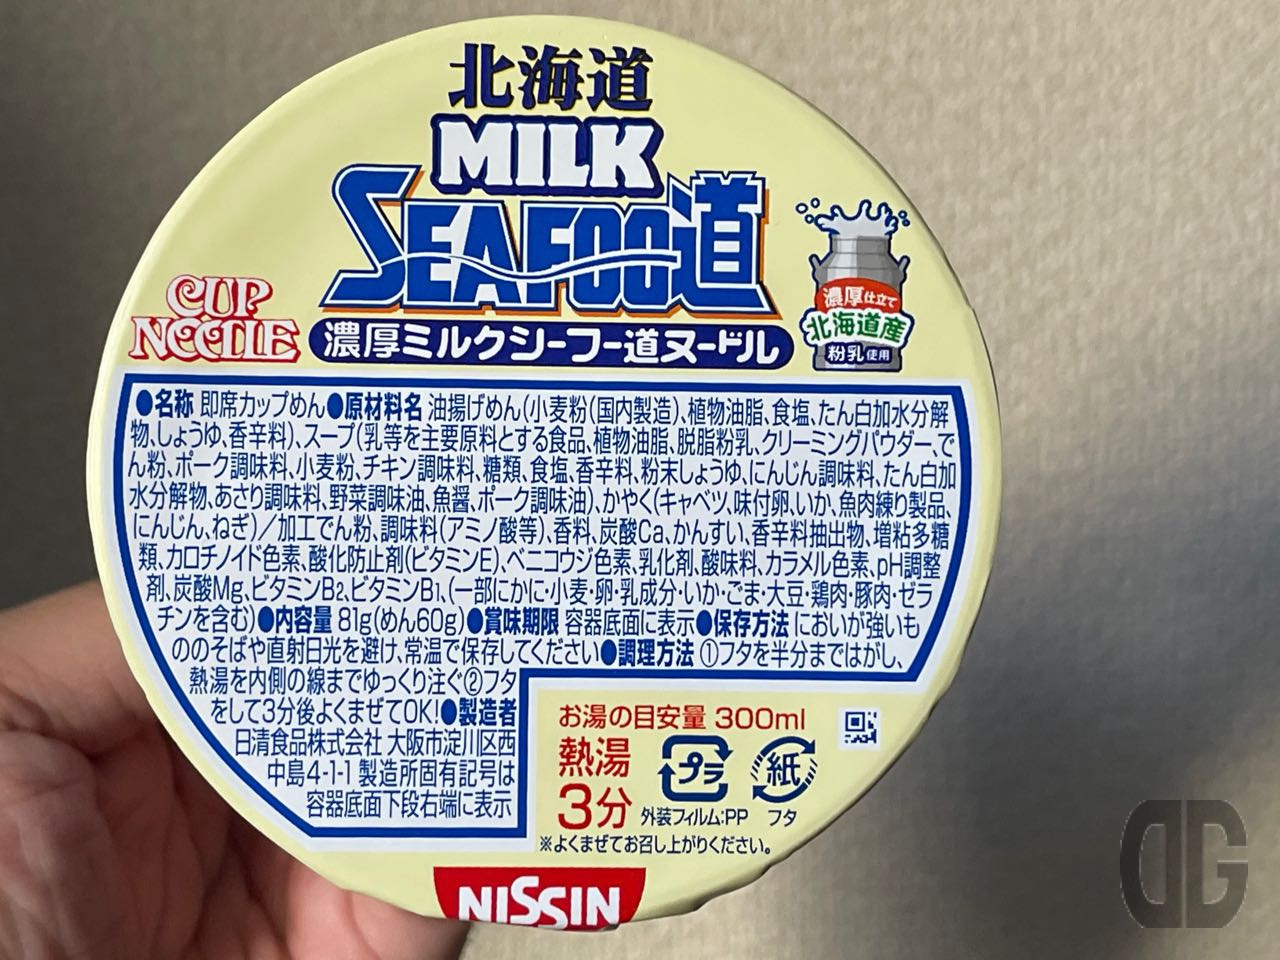 北海道
MILK
SEAFOO道
CUP
NOODLE
濃厚ミルクシーフー道ヌードル
濃厚仕立て
北海道産
粉乳使用
●名称 即席カップめん●原材料名 油揚げめん(小麦粉(国内製造)、植物油脂、食塩、たん白加水分解
物、しょうゆ、香辛料)、スープ(乳等を主要原料とする食品、植物油脂、脱脂粉乳、クリーミングパウダー、で
ん粉、ポーク調味料、小麦粉、チキン調味料、糖類、食塩、香辛料、粉末しょうゆ、にんじん調味料、たん白加
水分解物、あさり調味料、野菜調味油、魚醤、ポーク調味油)、かやく(キャベツ、味付卵、いか、魚肉練り製品、
にんじん、ねぎ)/加工でん粉、調味料(アミノ酸等)、香料、炭酸Ca、かんすい、香辛料抽出物、増粘多糖
類、カロチノイド色素、酸化防止剤(ビタミンE)、ベニコウジ色素、乳化剤、酸味料、カラメル色素、pH調整
剤、炭酸Mg、ビタミンB2、ビタミンB1、(一部にかに・小麦・卵・乳成分・いか・ごま・大豆・鶏肉・豚肉・ゼラ
チンを含む)●内容量 81g(めん60g)●賞味期限 容器底面に表示●保存方法 においが強いも
ののそばや直射日光を避け、常温で保存してください●調理方法 ①フタを半分まではがし、
熱湯を内側の線までゆっくり注ぐ②フタ
をして3分後よくまぜてOK!●製造者
日清食品株式会社 大阪市淀川区西
中島4-1-1 製造所固有記号は
容器底面下段右端に表示
お湯の目安量 300ml
熱湯
3分
プラ
紙
外装フィルム:PP フタ
※よくまぜてお召し上がりください。
NISSIN
DG